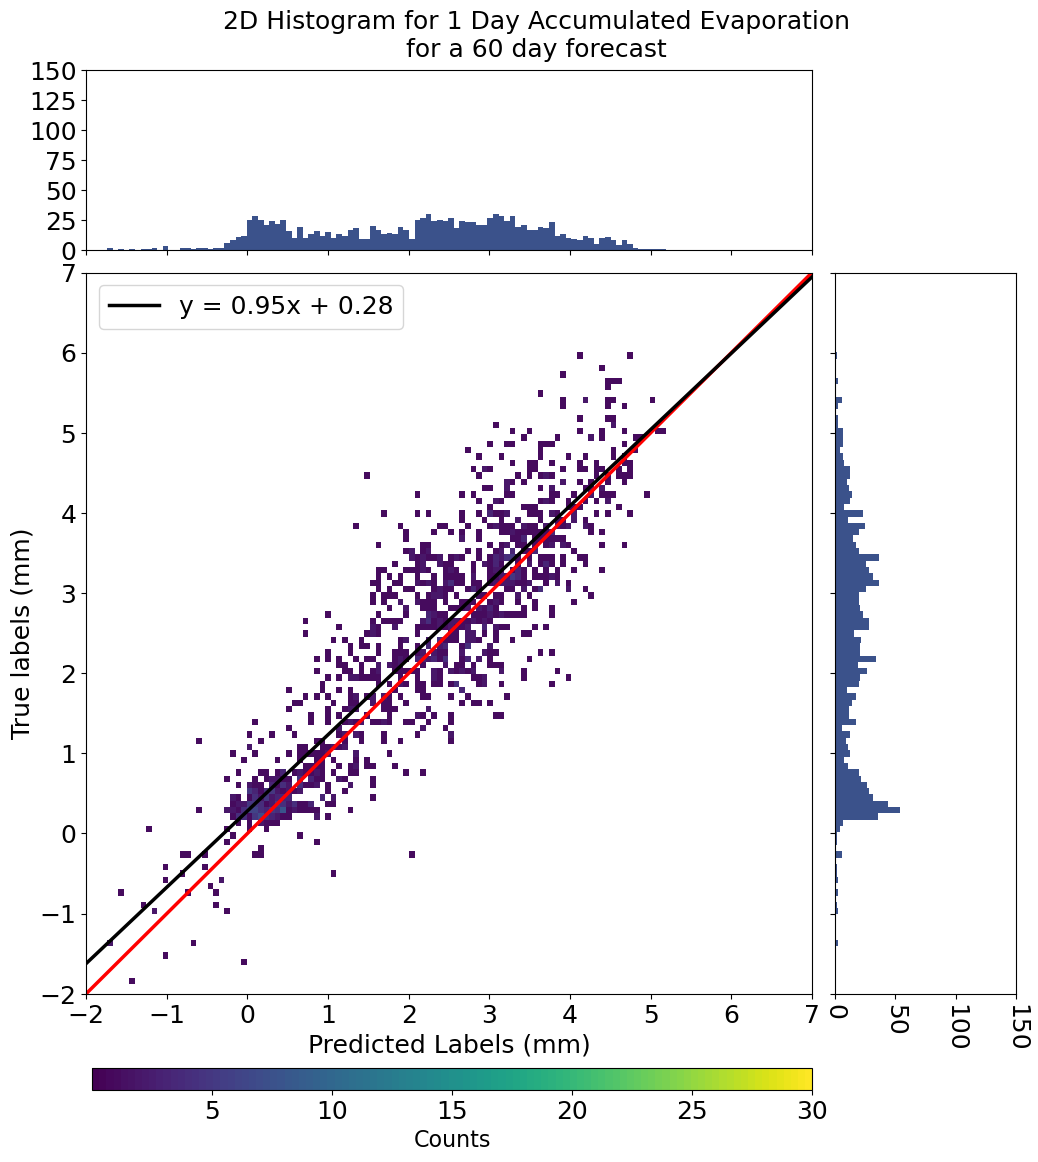 2D Histogram for 1 Day Accumulated Evaporation
for a 60 day forecast
150
125
100
75
50
25
0
7
6
5
4
3
2
1
0
−1
−2
True labels (mm)
y = 0.95x + 0.28
−2 −1 0 1 2 3 4 5 6 7
Predicted Labels (mm)
0 50 100 150
5 10 15 20 25 30
Counts